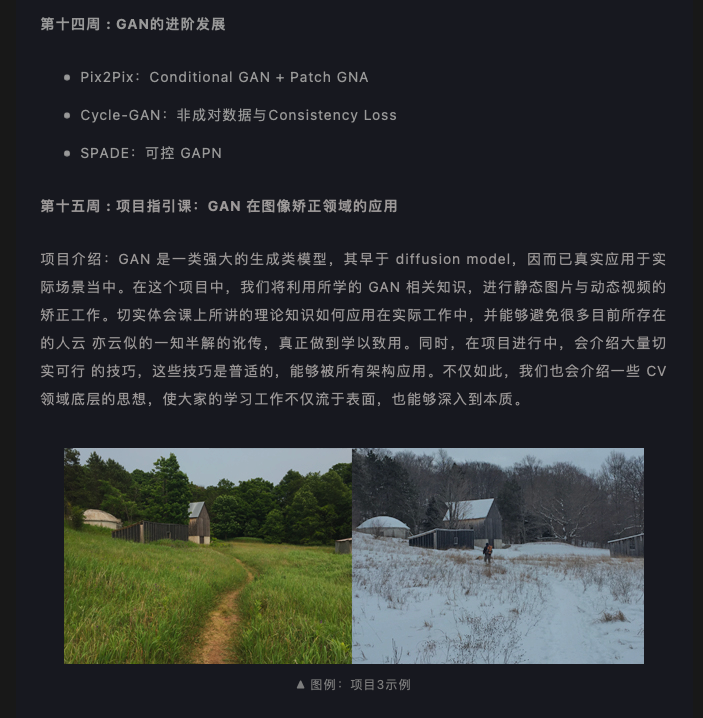 第十四周：GAN的进阶发展
Pix2Pix：Conditional GAN + Patch GNA
Cycle-GAN：非成对数据与Consistency Loss
SPADE：可控 GAPN
第十五周：项目指引课：GAN 在图像矫正领域的应用
项目介绍：GAN 是一类强大的生成类模型，其早于 diffusion model，因而已真实应用于实
际场景当中。在这个项目中，我们将利用所学的 GAN 相关知识，进行静态图片与动态视频的
矫正工作。切实体会课上所讲的理论知识如何应用在实际工作中，并能够避免很多目前所存在
的人云 亦云似的一知半解的讹传，真正做到学以致用。同时，在项目进行中，会介绍大量切
实可行 的技巧，这些技巧是普适的，能够被所有架构应用。不仅如此，我们也会介绍一些 CV
领域底层的思想，使大家的学习工作不仅流于表面，也能够深入到本质。
▲ 图例：项目3示例